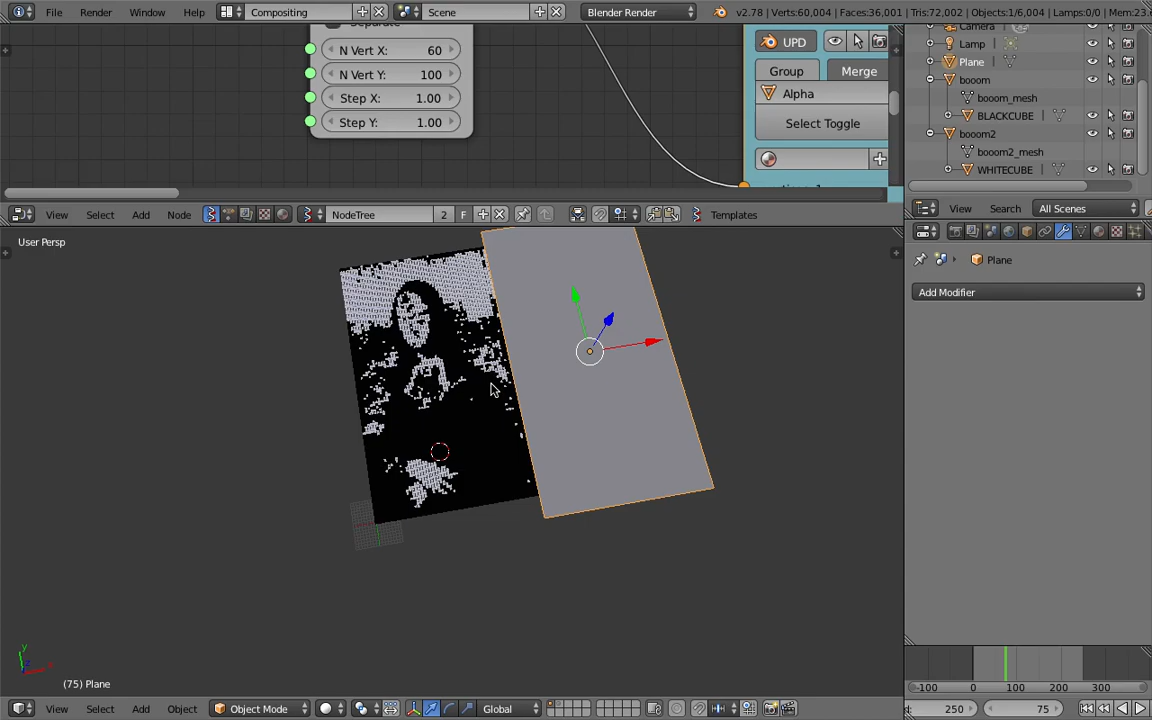 File Render Window Help Compositing Scene Blender Render v2.78 | Verts:60,004 | Faces:36,001 | Tris:72,002 | Objects:1/6,004 | Lamps:0/0 | Mem:23.
N Vert X: 60
N Vert Y: 100
Step X: 1.00
Step Y: 1.00
UPD
Group Merge
Alpha
Select Toggle
Camera
Lamp
Plane
booom
booom_mesh
BLACKCUBE
booom2
booom2_mesh
WHITECUBE
View Search All Scenes
View Select Add Node NodeTree 2 F Templates
User Persp
Plane
Add Modifier
(75) Plane
-100 0 100 200 300
View Select Add Object Object Mode Global
250 75